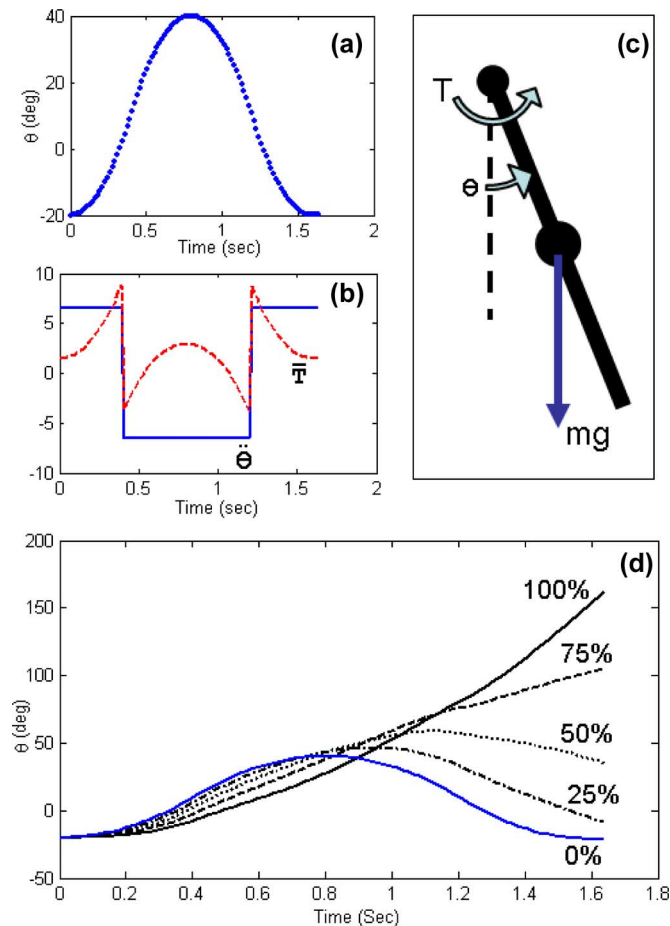 (a)
40
20
0
-20
θ (deg)
0 0.5 1 1.5 2
Time (sec)
(b)
10
5
0
-5
-10
T̅
Θ̈
0 0.5 1 1.5 2
Time (sec)
(c)
T
Θ
mg
(d)
200
150
100
50
0
-50
θ (deg)
100%
75%
50%
25%
0%
0 0.2 0.4 0.6 0.8 1 1.2 1.4 1.6 1.8
Time (Sec)